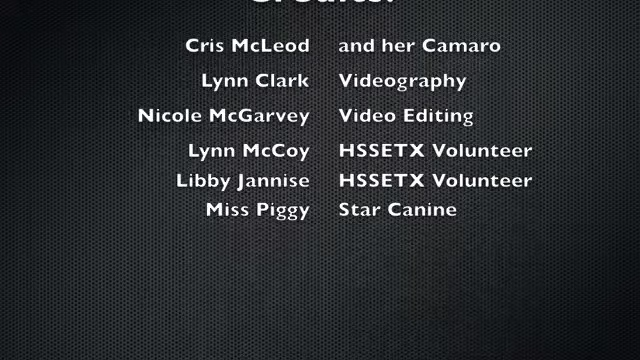 Credits:
Cris McLeod and her Camaro
Lynn Clark Videography
Nicole McGarvey Video Editing
Lynn McCoy HSSETX Volunteer
Libby Jannise HSSETX Volunteer
Miss Piggy Star Canine